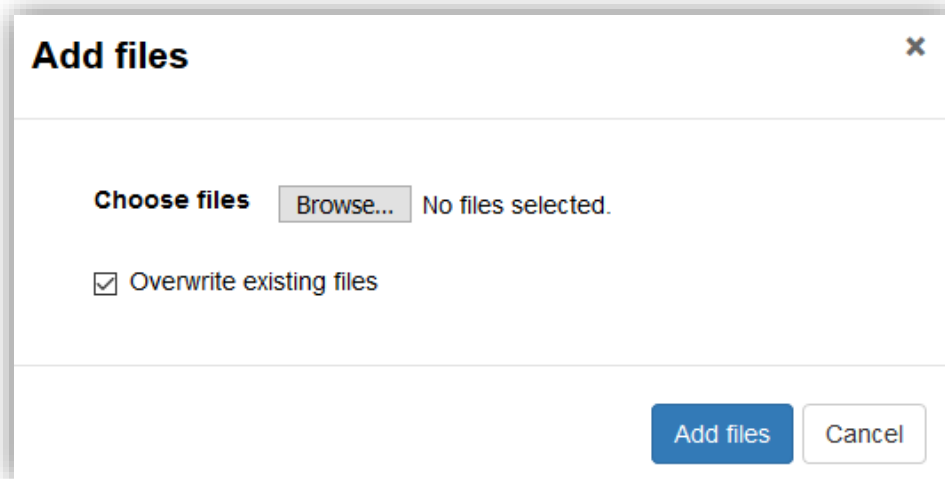 Add files
Choose files Browse... No files selected.
Overwrite existing files
Add files Cancel